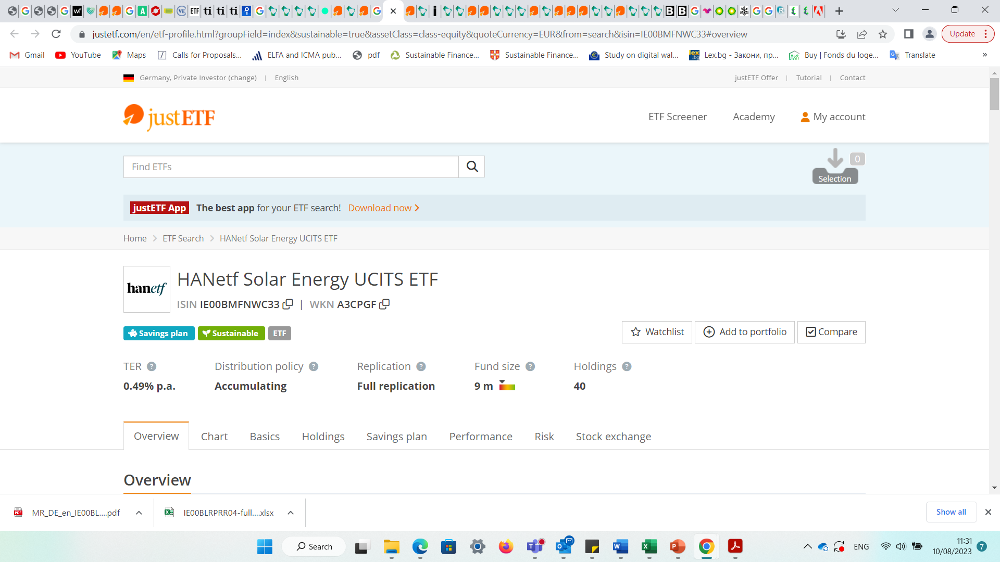 justetf.com/en/etf-profile.html?groupField=index&sustainable=true&assetClass=class-equity&quoteCurrency=EUR&from=search&isin=IE00BMFNWC33#overview
Update
Gmail
YouTube
Maps
Calls for Proposals...
ELFA and ICMA pub...
pdf
Sustainable Finance...
Sustainable Finance...
Study on digital wal...
Lex.bg - Закони, пр...
Buy | Fonds du loge...
Translate
»
Germany, Private Investor (change) | English
justETF Offer | Tutorial | Contact
justETF
ETF Screener
Academy
My account
Find ETFs
0
Selection
justETF App The best app for your ETF search! Download now
Home
ETF Search
HANetf Solar Energy UCITS ETF
hanetf
HANetf Solar Energy UCITS ETF
ISIN IE00BMFNWC33 | WKN A3CPGF
Savings plan
Sustainable
ETF
Watchlist
Add to portfolio
Compare
TER ?
Distribution policy ?
Replication ?
Fund size ?
Holdings ?
0.49% p.a.
Accumulating
Full replication
9 m
40
Overview
Chart
Basics
Holdings
Savings plan
Performance
Risk
Stock exchange
Overview
MR_DE_en_IE00BL....pdf
IE00BLRPRR04-full....xlsx
Show all
Search
ENG
11:31
10/08/2023
7